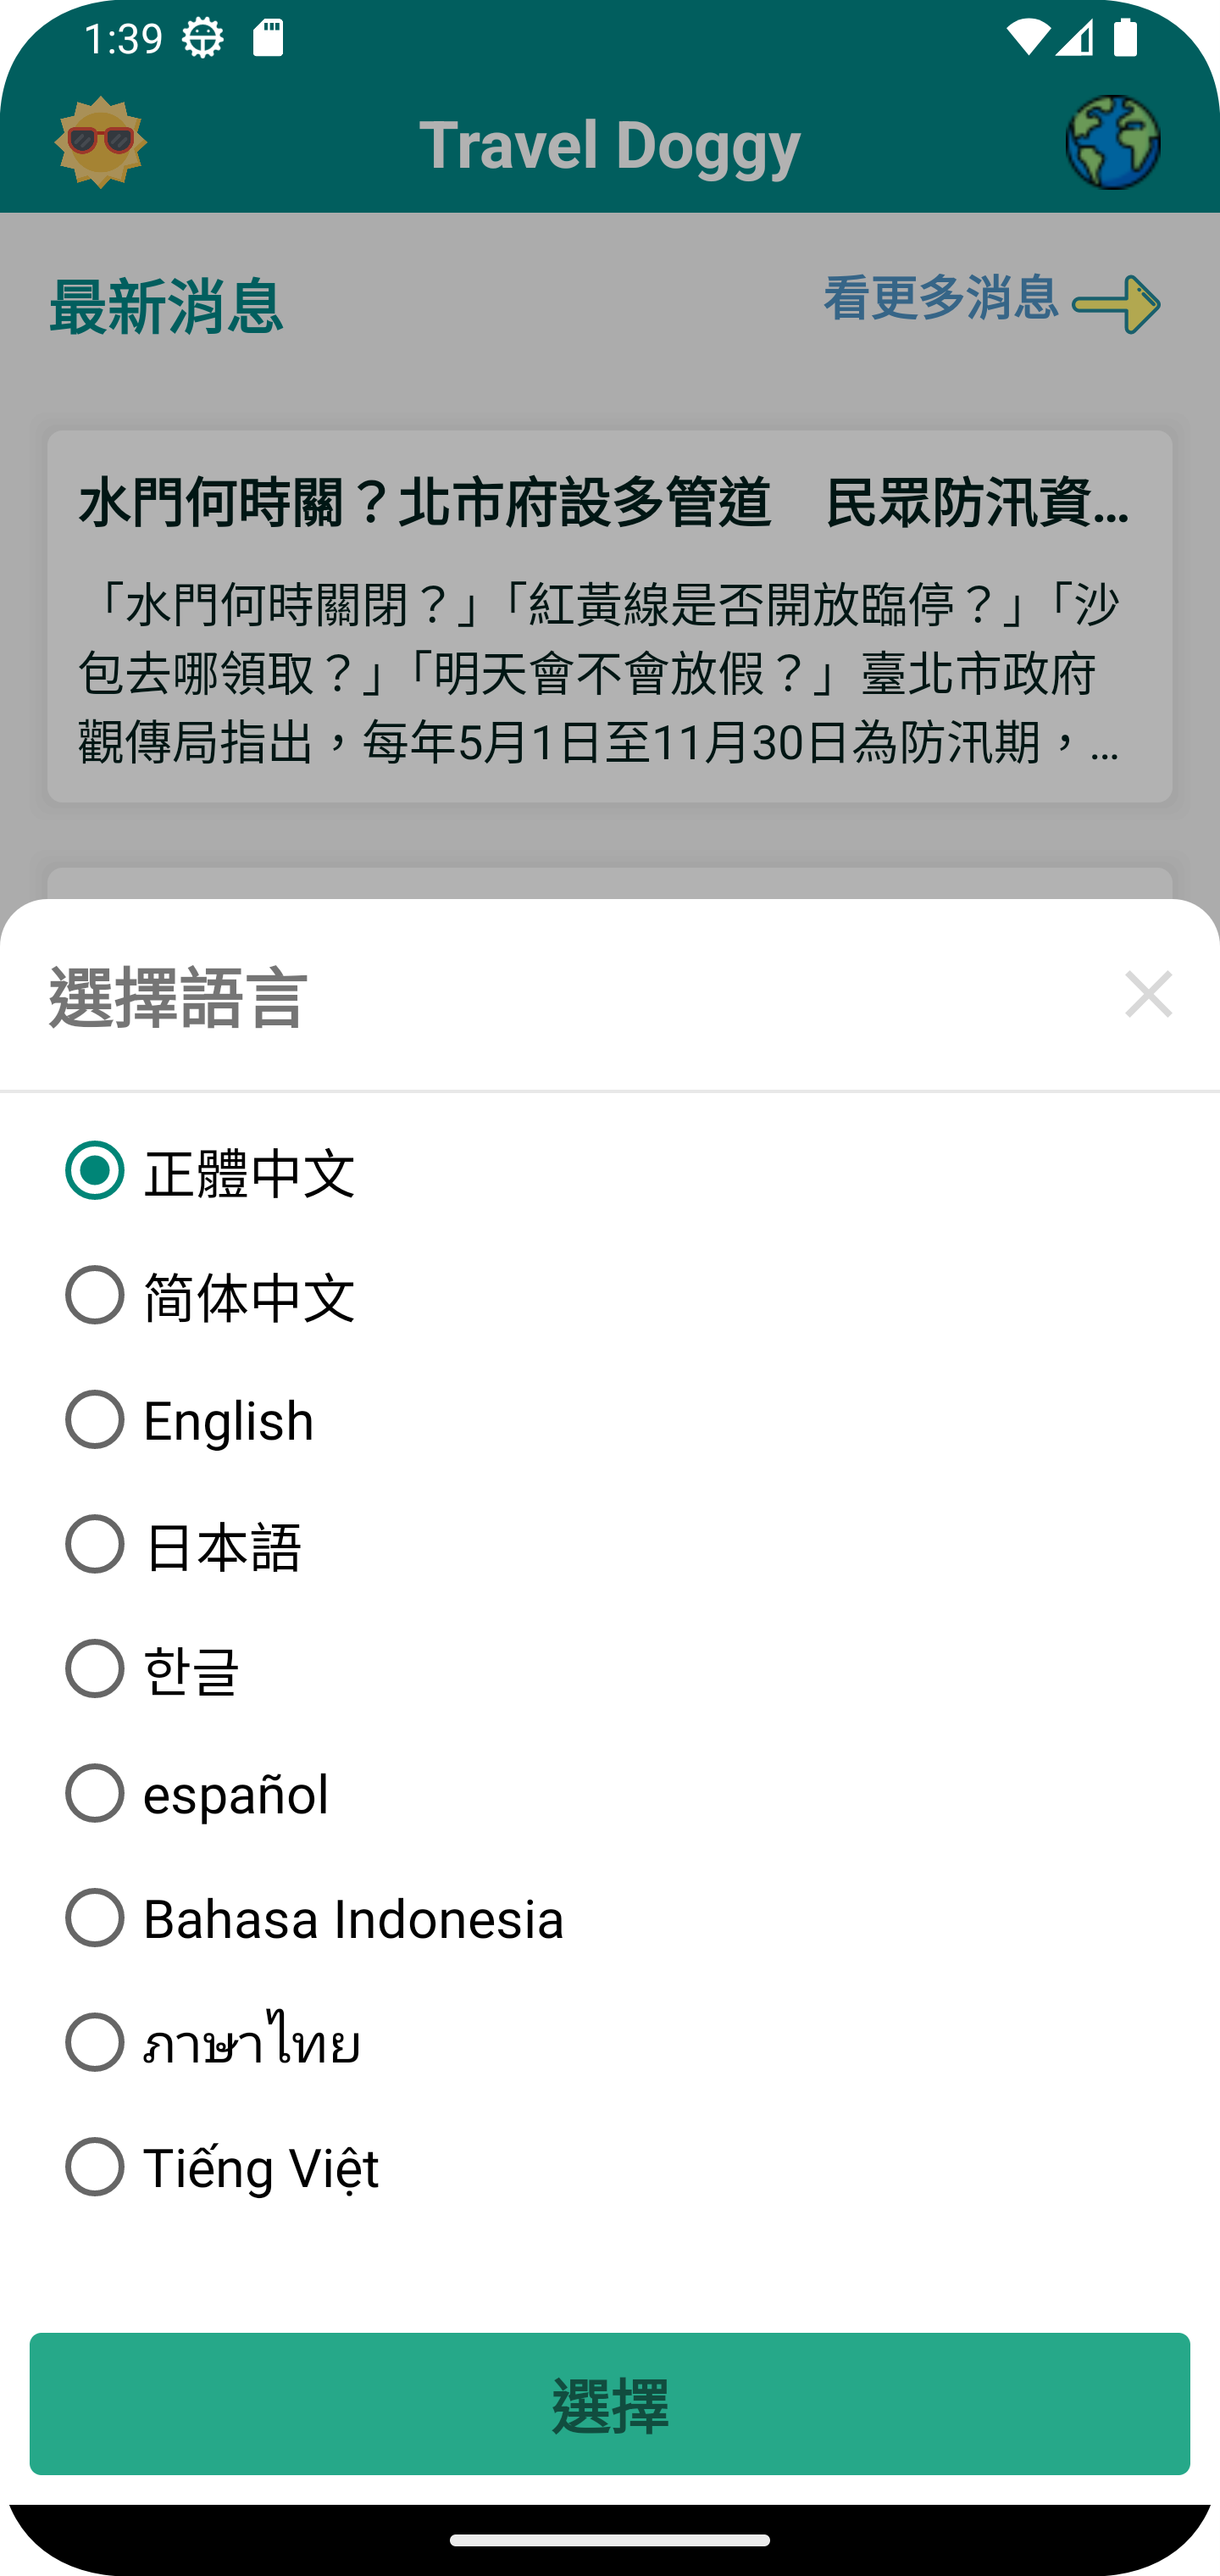 1:39
Travel Doggy
最新消息
看更多消息
水門何時關？北市府設多管道　民眾防汛資…
「水門何時關閉？」「紅黃線是否開放臨停？」「沙
包去哪領取？」「明天會不會放假？」臺北市政府
觀傳局指出，每年5月1日至11月30日為防汛期，…
選擇語言
正體中文
简体中文
English
日本語
한글
español
Bahasa Indonesia
ภาษาไทย
Tiếng Việt
選擇